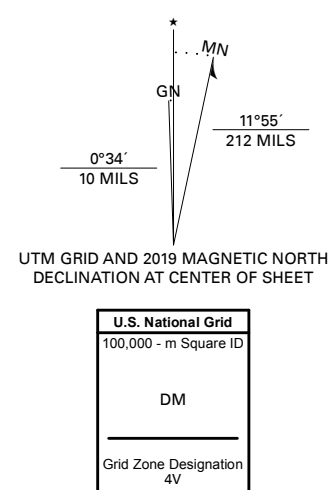 ★
MN
GN
11°55´
212 MILS
0°34´
10 MILS
UTM GRID AND 2019 MAGNETIC NORTH
DECLINATION AT CENTER OF SHEET
U.S. National Grid
100,000 - m Square ID
DM
Grid Zone Designation
4V